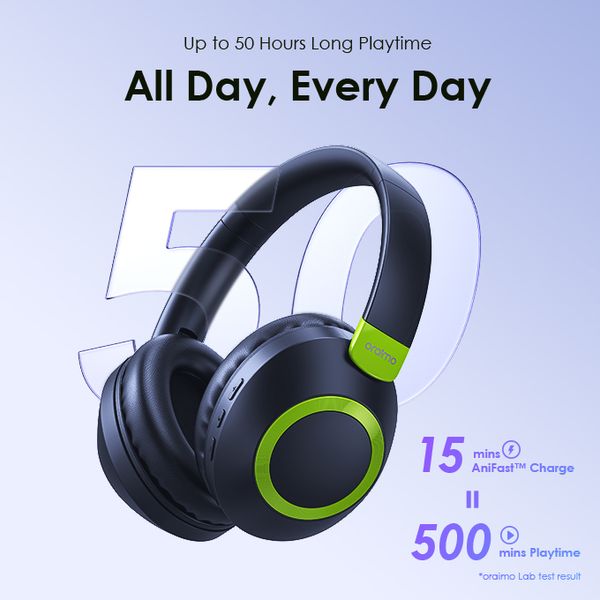 Up to 50 Hours Long Playtime
All Day, Every Day
50
oraimo
15 mins
AniFast™ Charge
=
500 mins Playtime
*oraimo Lab test result